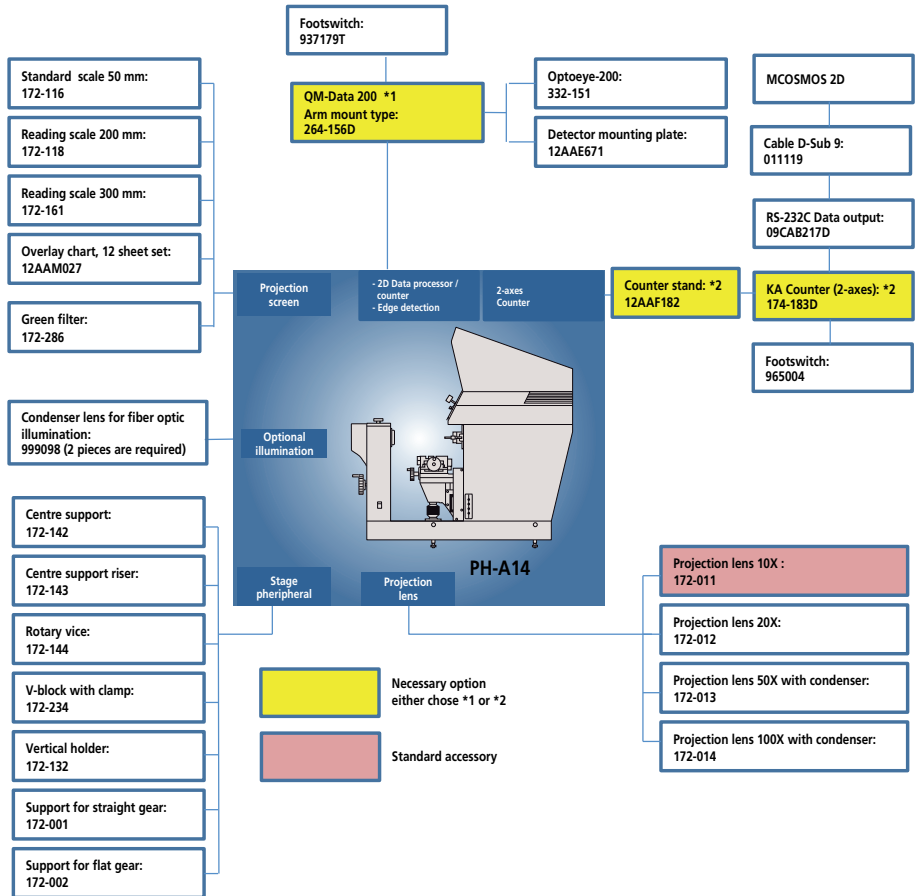 Footswitch:
937179T
Standard scale 50 mm:
172-116
Reading scale 200 mm:
172-118
Reading scale 300 mm:
172-161
Overlay chart, 12 sheet set:
12AAM027
Green filter:
172-286
QM-Data 200 *1
Arm mount type:
264-156D
Optoeye-200:
332-151
Detector mounting plate:
12AAE671
MCOSMOS 2D
Cable D-Sub 9:
011119
RS-232C Data output:
09CAB217D
Counter stand: *2
12AAF182
KA Counter (2-axes): *2
174-183D
Footswitch:
965004
Projection
screen
- 2D Data processor /
counter
- Edge detection
2-axes
Counter
Condenser lens for fiber optic
illumination:
999098 (2 pieces are required)
Optional
illumination
PH-A14
Stage
pheripheral
Projection
lens
Centre support:
172-142
Centre support riser:
172-143
Rotary vice:
172-144
V-block with clamp:
172-234
Vertical holder:
172-132
Support for straight gear:
172-001
Support for flat gear:
172-002
Necessary option
either chose *1 or *2
Standard accessory
Projection lens 10X :
172-011
Projection lens 20X:
172-012
Projection lens 50X with condenser:
172-013
Projection lens 100X with condenser:
172-014